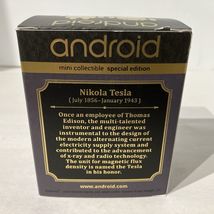 android
mini collectible special edition
Nikola Tesla
[July 1856-January 1943]
Once an employee of Thomas
Edison, the multi-talented
inventor and engineer was
instrumental to the design of
the modern alternating current
electricity supply system and
contributed to the advancement
of x-ray and radio technology.
The unit for magnetic flux
density is named the Tesla
in his honor.
www.android.com